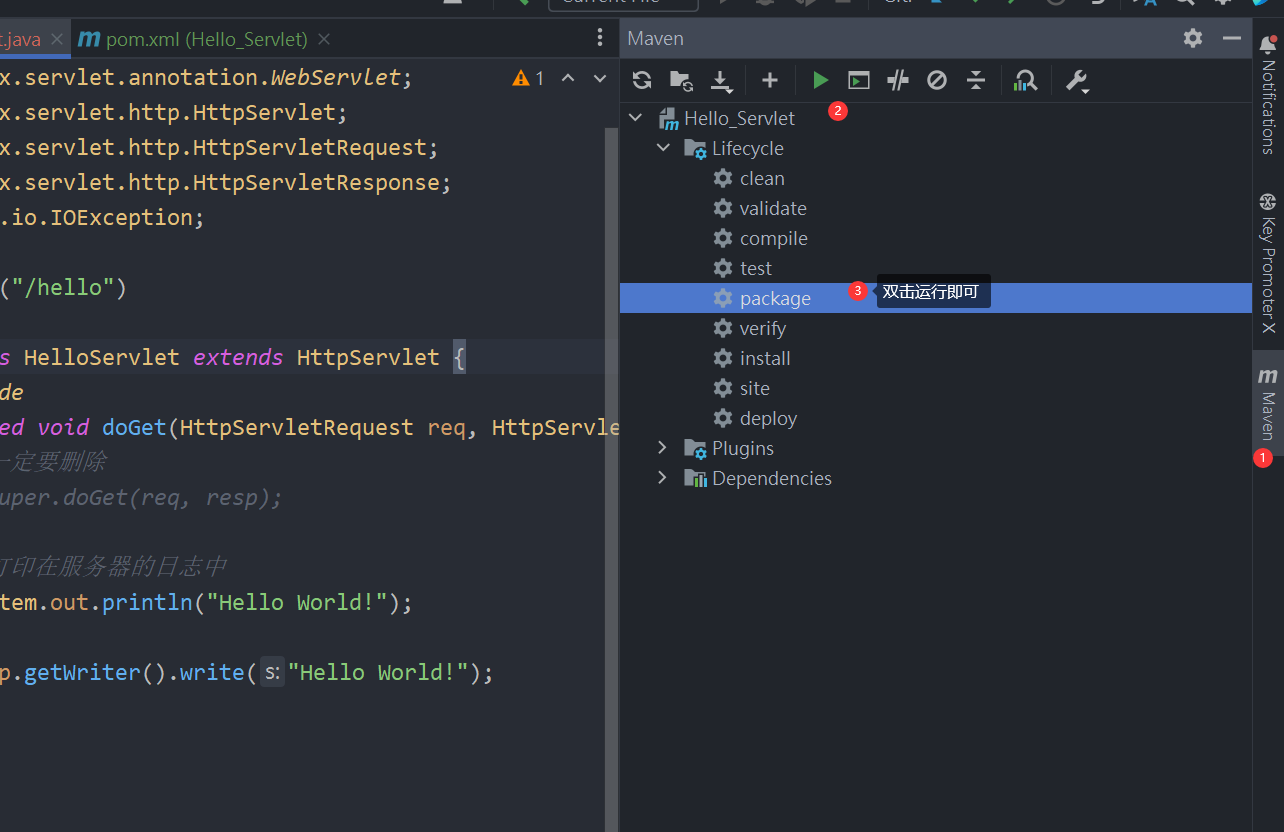 t.java
pom.xml (Hello_Servlet)
Maven
x.servlet.annotation.WebServlet;
1
x.servlet.http.HttpServlet;
x.servlet.http.HttpServletRequest;
x.servlet.http.HttpServletResponse;
.io.IOException;
("/hello")
s HelloServlet extends HttpServlet {
de
ed void doGet(HttpServletRequest req, HttpServle
一定要删除
uper.doGet(req, resp);
打印在服务器的日志中
tem.out.println("Hello World!");
p.getWriter().write( s: "Hello World!");
Hello_Servlet
2
Lifecycle
clean
validate
compile
test
package
3
双击运行即可
verify
install
site
deploy
Plugins
Dependencies
Notifications
Key Promoter X
Maven
1